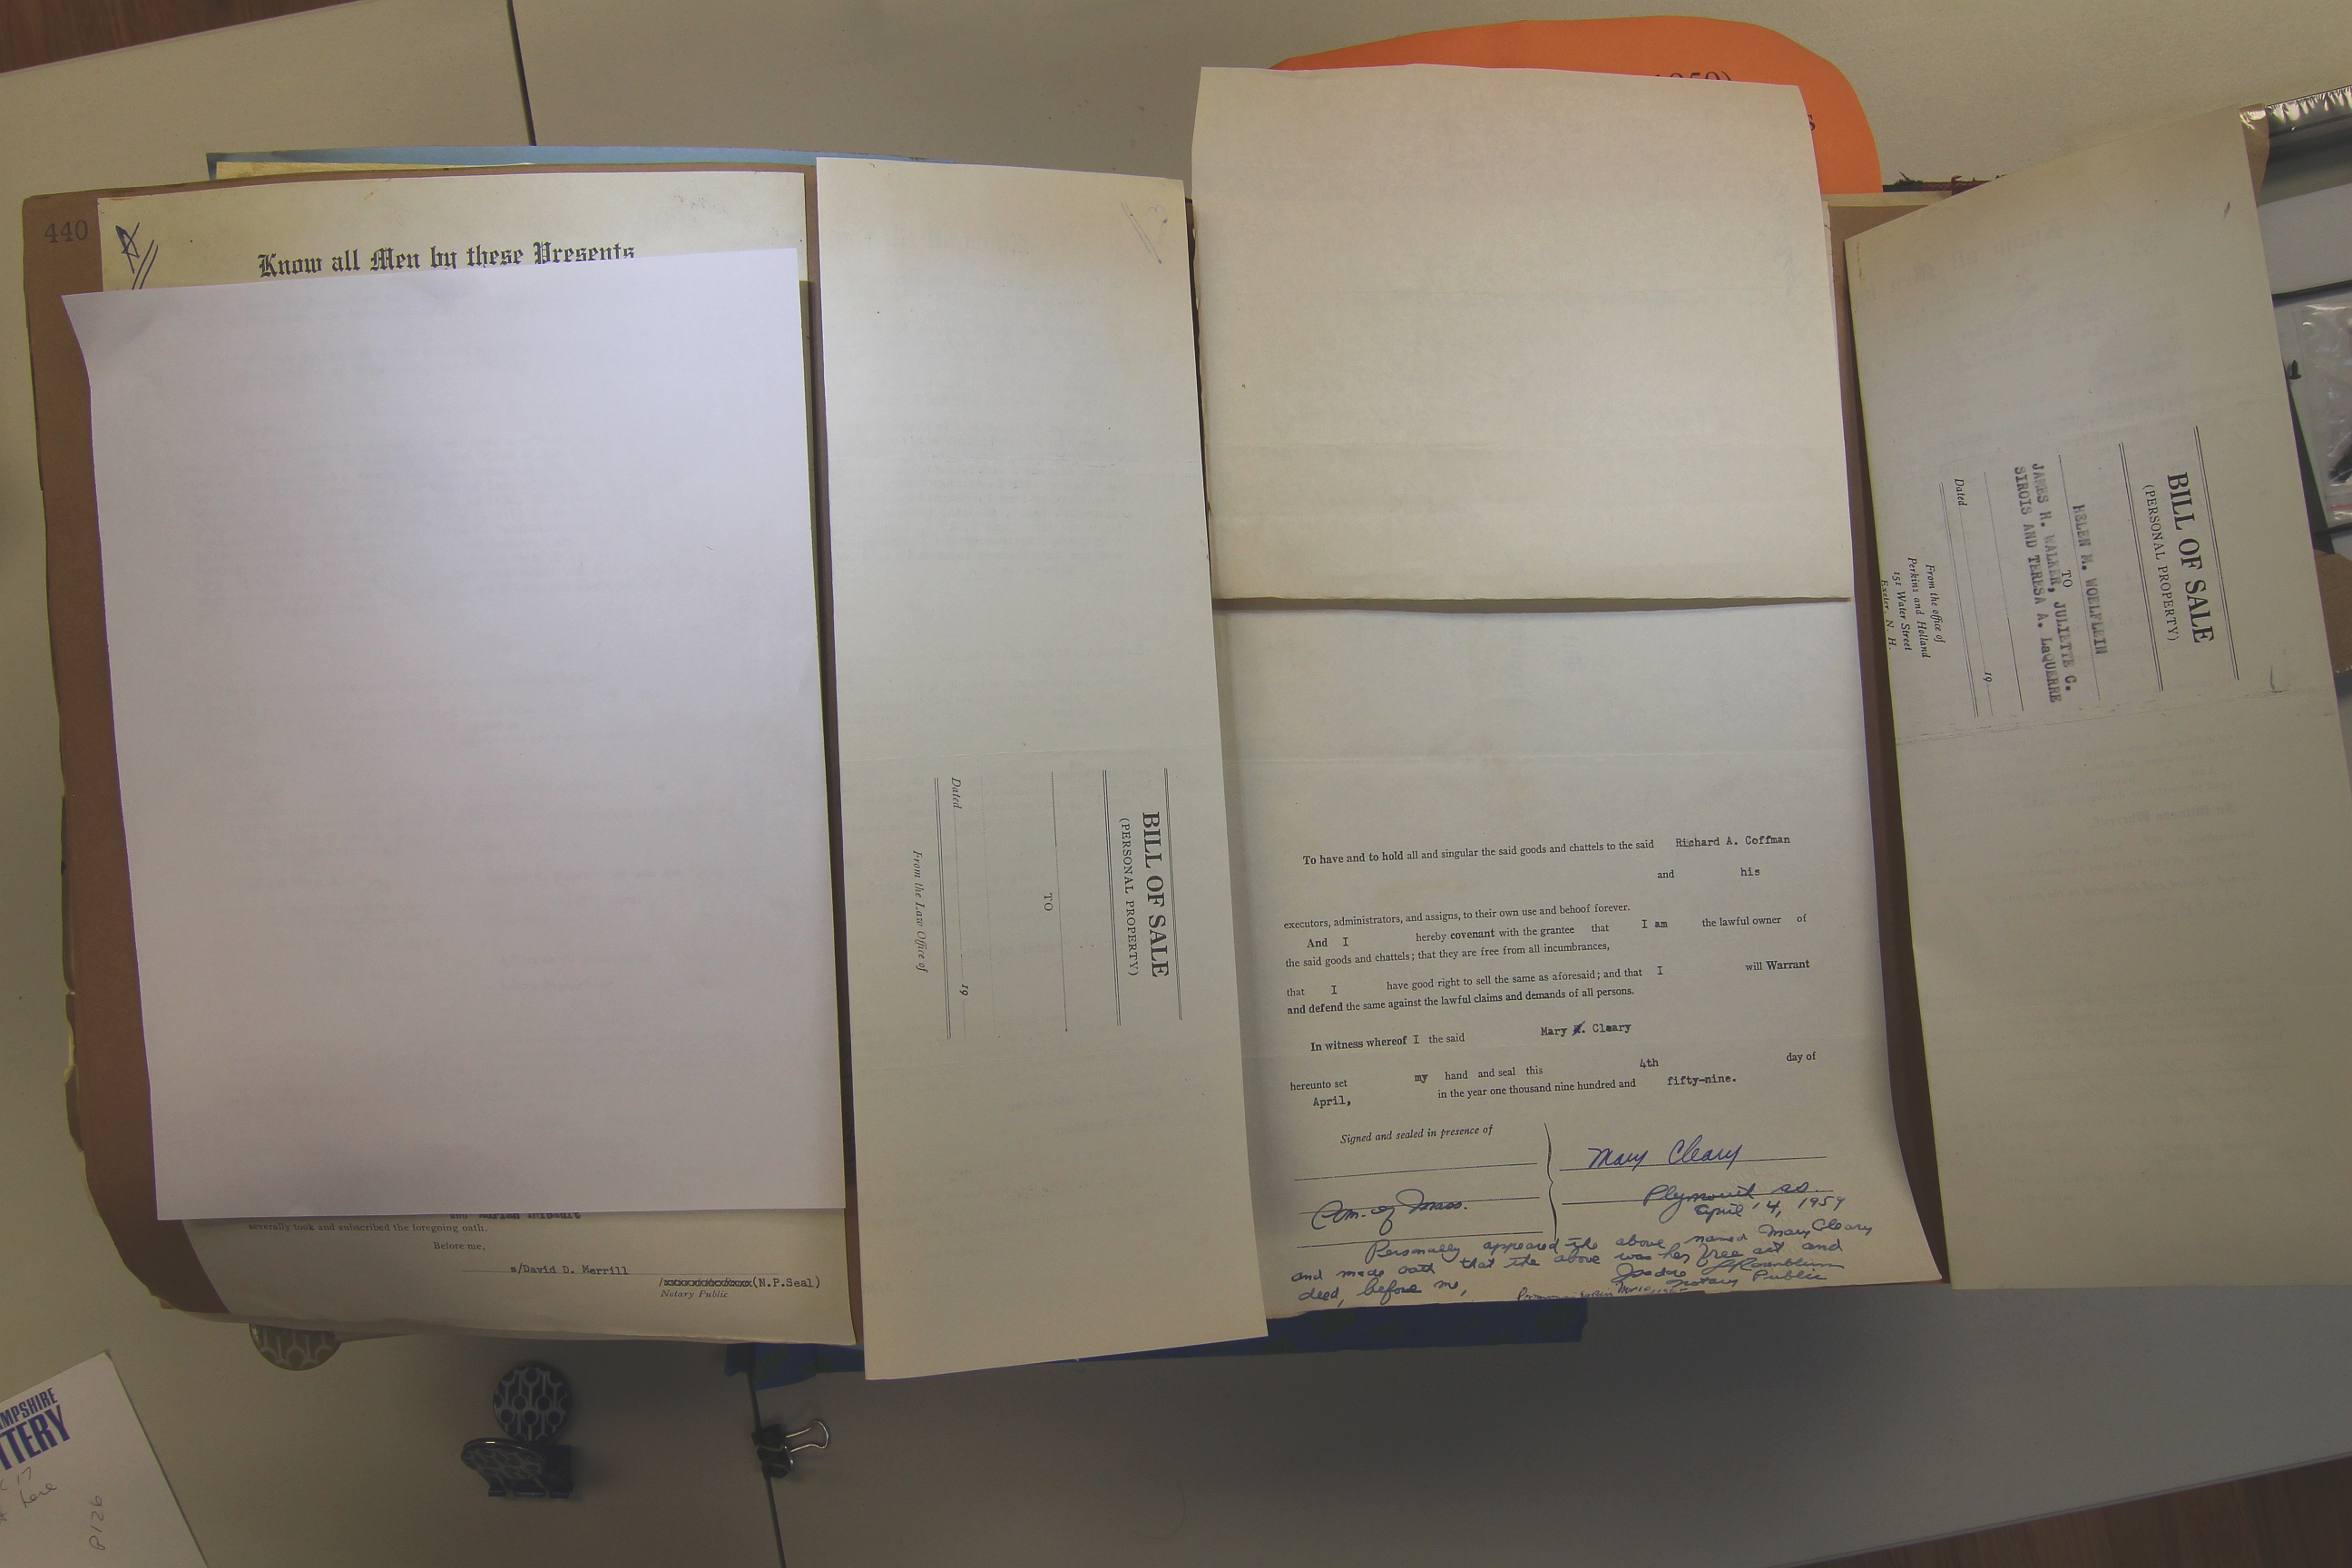 1959)
s
440
Know all Men by these Presents
severally took and subscribed the foregoing oath.
Before me,
s/David D. Merrill
(N.P.Seal)
Notary Public
BILL OF SALE
(PERSONAL PROPERTY)
TO
Dated 19
From the Law Office of
To have and to hold all and singular the said goods and chattels to the said Richard A. Coffman
and his
executors, administrators, and assigns, to their own use and behoof forever.
And I hereby covenant with the grantee that I am the lawful owner of
the said goods and chattels; that they are free from all incumbrances,
that I have good right to sell the same as aforesaid; and that I will Warrant
and defend the same against the lawful claims and demands of all persons.
In witness whereof I the said Mary . Cleary
hereunto set my hand and seal this 4th day of
April, in the year one thousand nine hundred and fifty-nine.
Signed and sealed in presence of
Mary Cleary
Com. of Mass. Plymouth ss.
April 4, 1959
Personally appeared the above named Mary Cleary
and made oath that the above was her free act and
deed, before me, Isadore Rosenblum
Notary Public
BILL OF SALE
(PERSONAL PROPERTY)
HELEN M. WOELFLEIN
TO
JAMES H. WALKER, JULIETTE C.
SIROIS AND TERESA A. LaQUERRE
Dated 19
From the office of
Perkins and Holland
151 Water Street
Exeter, N. H.
MPSHIRE
TTERY
17
here
P126